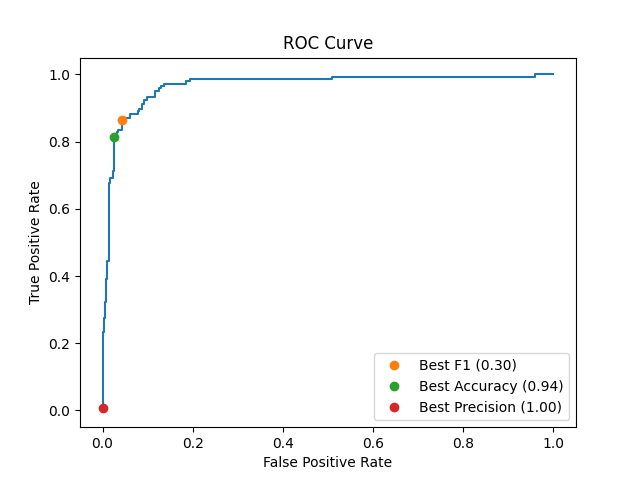 ROC Curve
True Positive Rate
1.0
0.8
0.6
0.4
0.2
0.0
0.0 0.2 0.4 0.6 0.8 1.0
False Positive Rate
Best F1 (0.30)
Best Accuracy (0.94)
Best Precision (1.00)